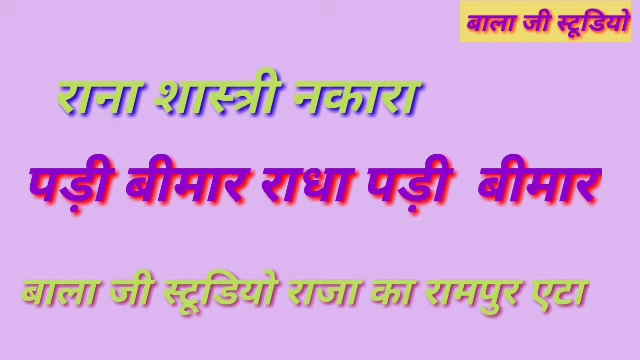 बाला जी स्टूडियो
राना शास्त्री नकारा
पड़ी बीमार राधा पड़ी बीमार
बाला जी स्टूडियो राजा का रामपुर एटा